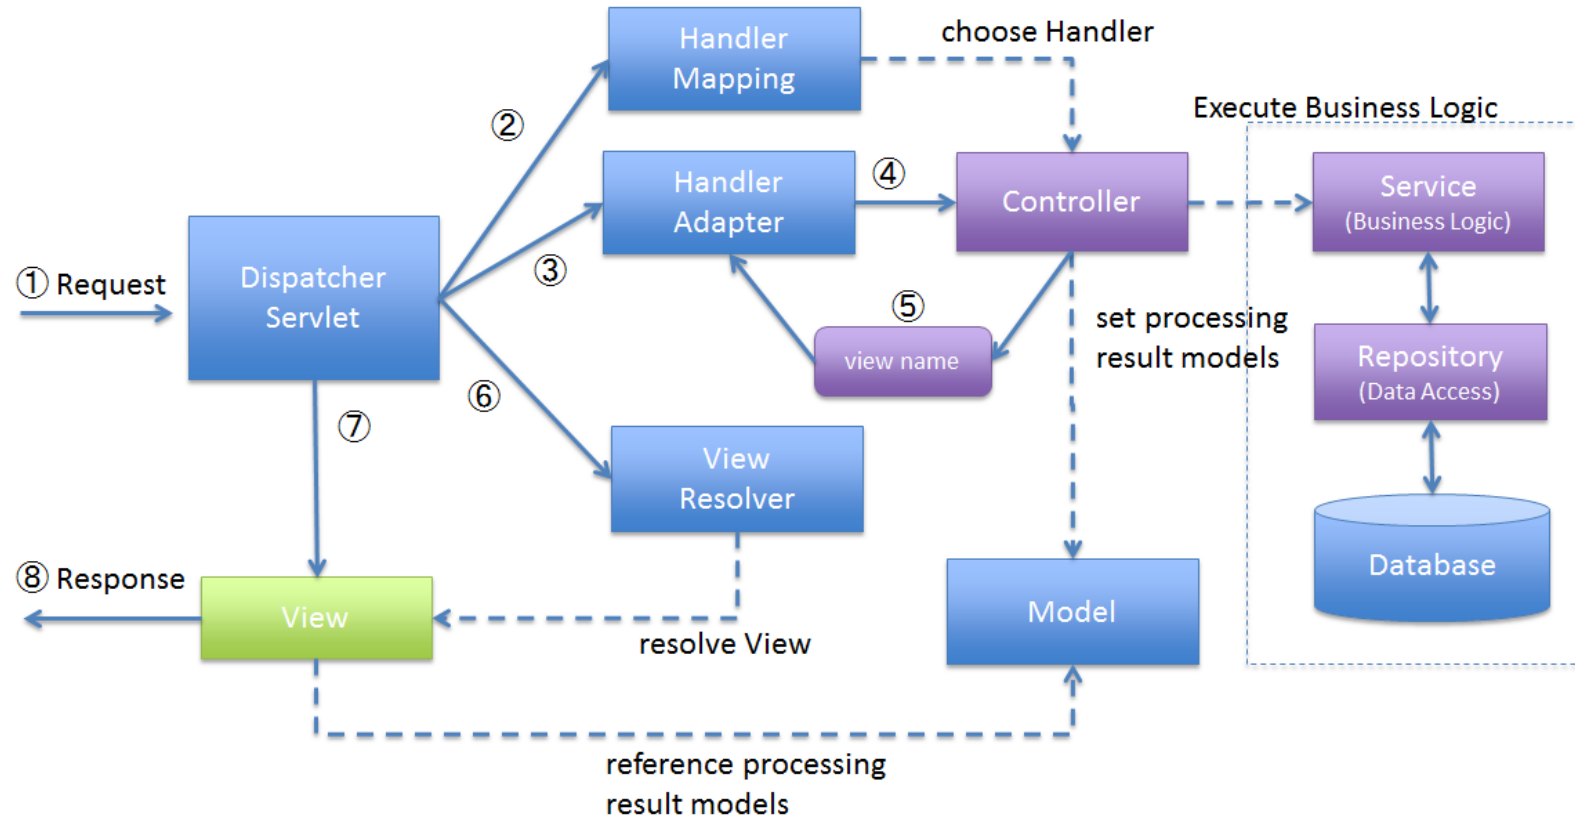 Handler
Mapping
choose Handler
②
Execute Business Logic
Handler
Adapter
④
Controller
Service
(Business Logic)
① Request
Dispatcher
Servlet
③
⑤
view name
set processing
result models
Repository
(Data Access)
⑥
⑦
View
Resolver
Database
⑧ Response
View
resolve View
Model
reference processing
result models